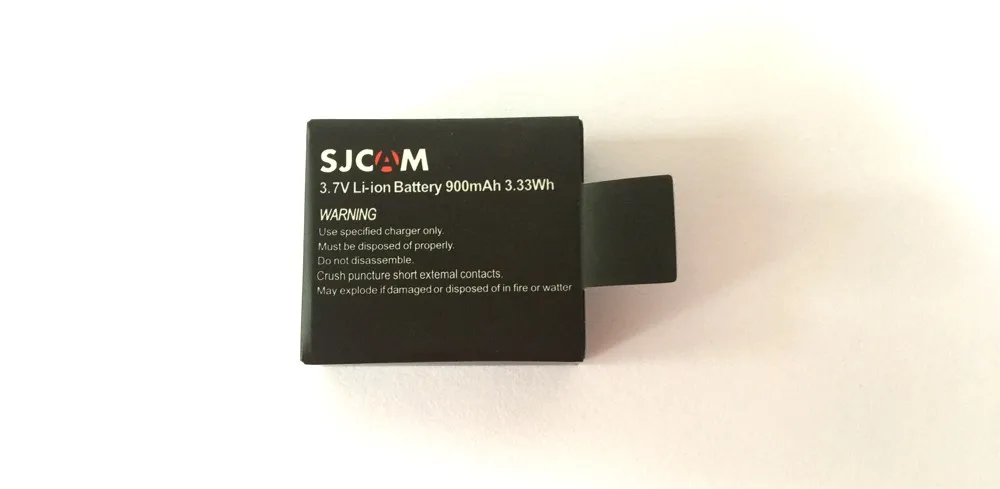 SJCAM
3.7V Li-ion Battery 900mAh 3.33Wh
WARNING
Use specified charger only.
Must be disposed of properly.
Do not disassemble.
Crush puncture short external contacts.
May explode if damaged or disposed of in fire or watter